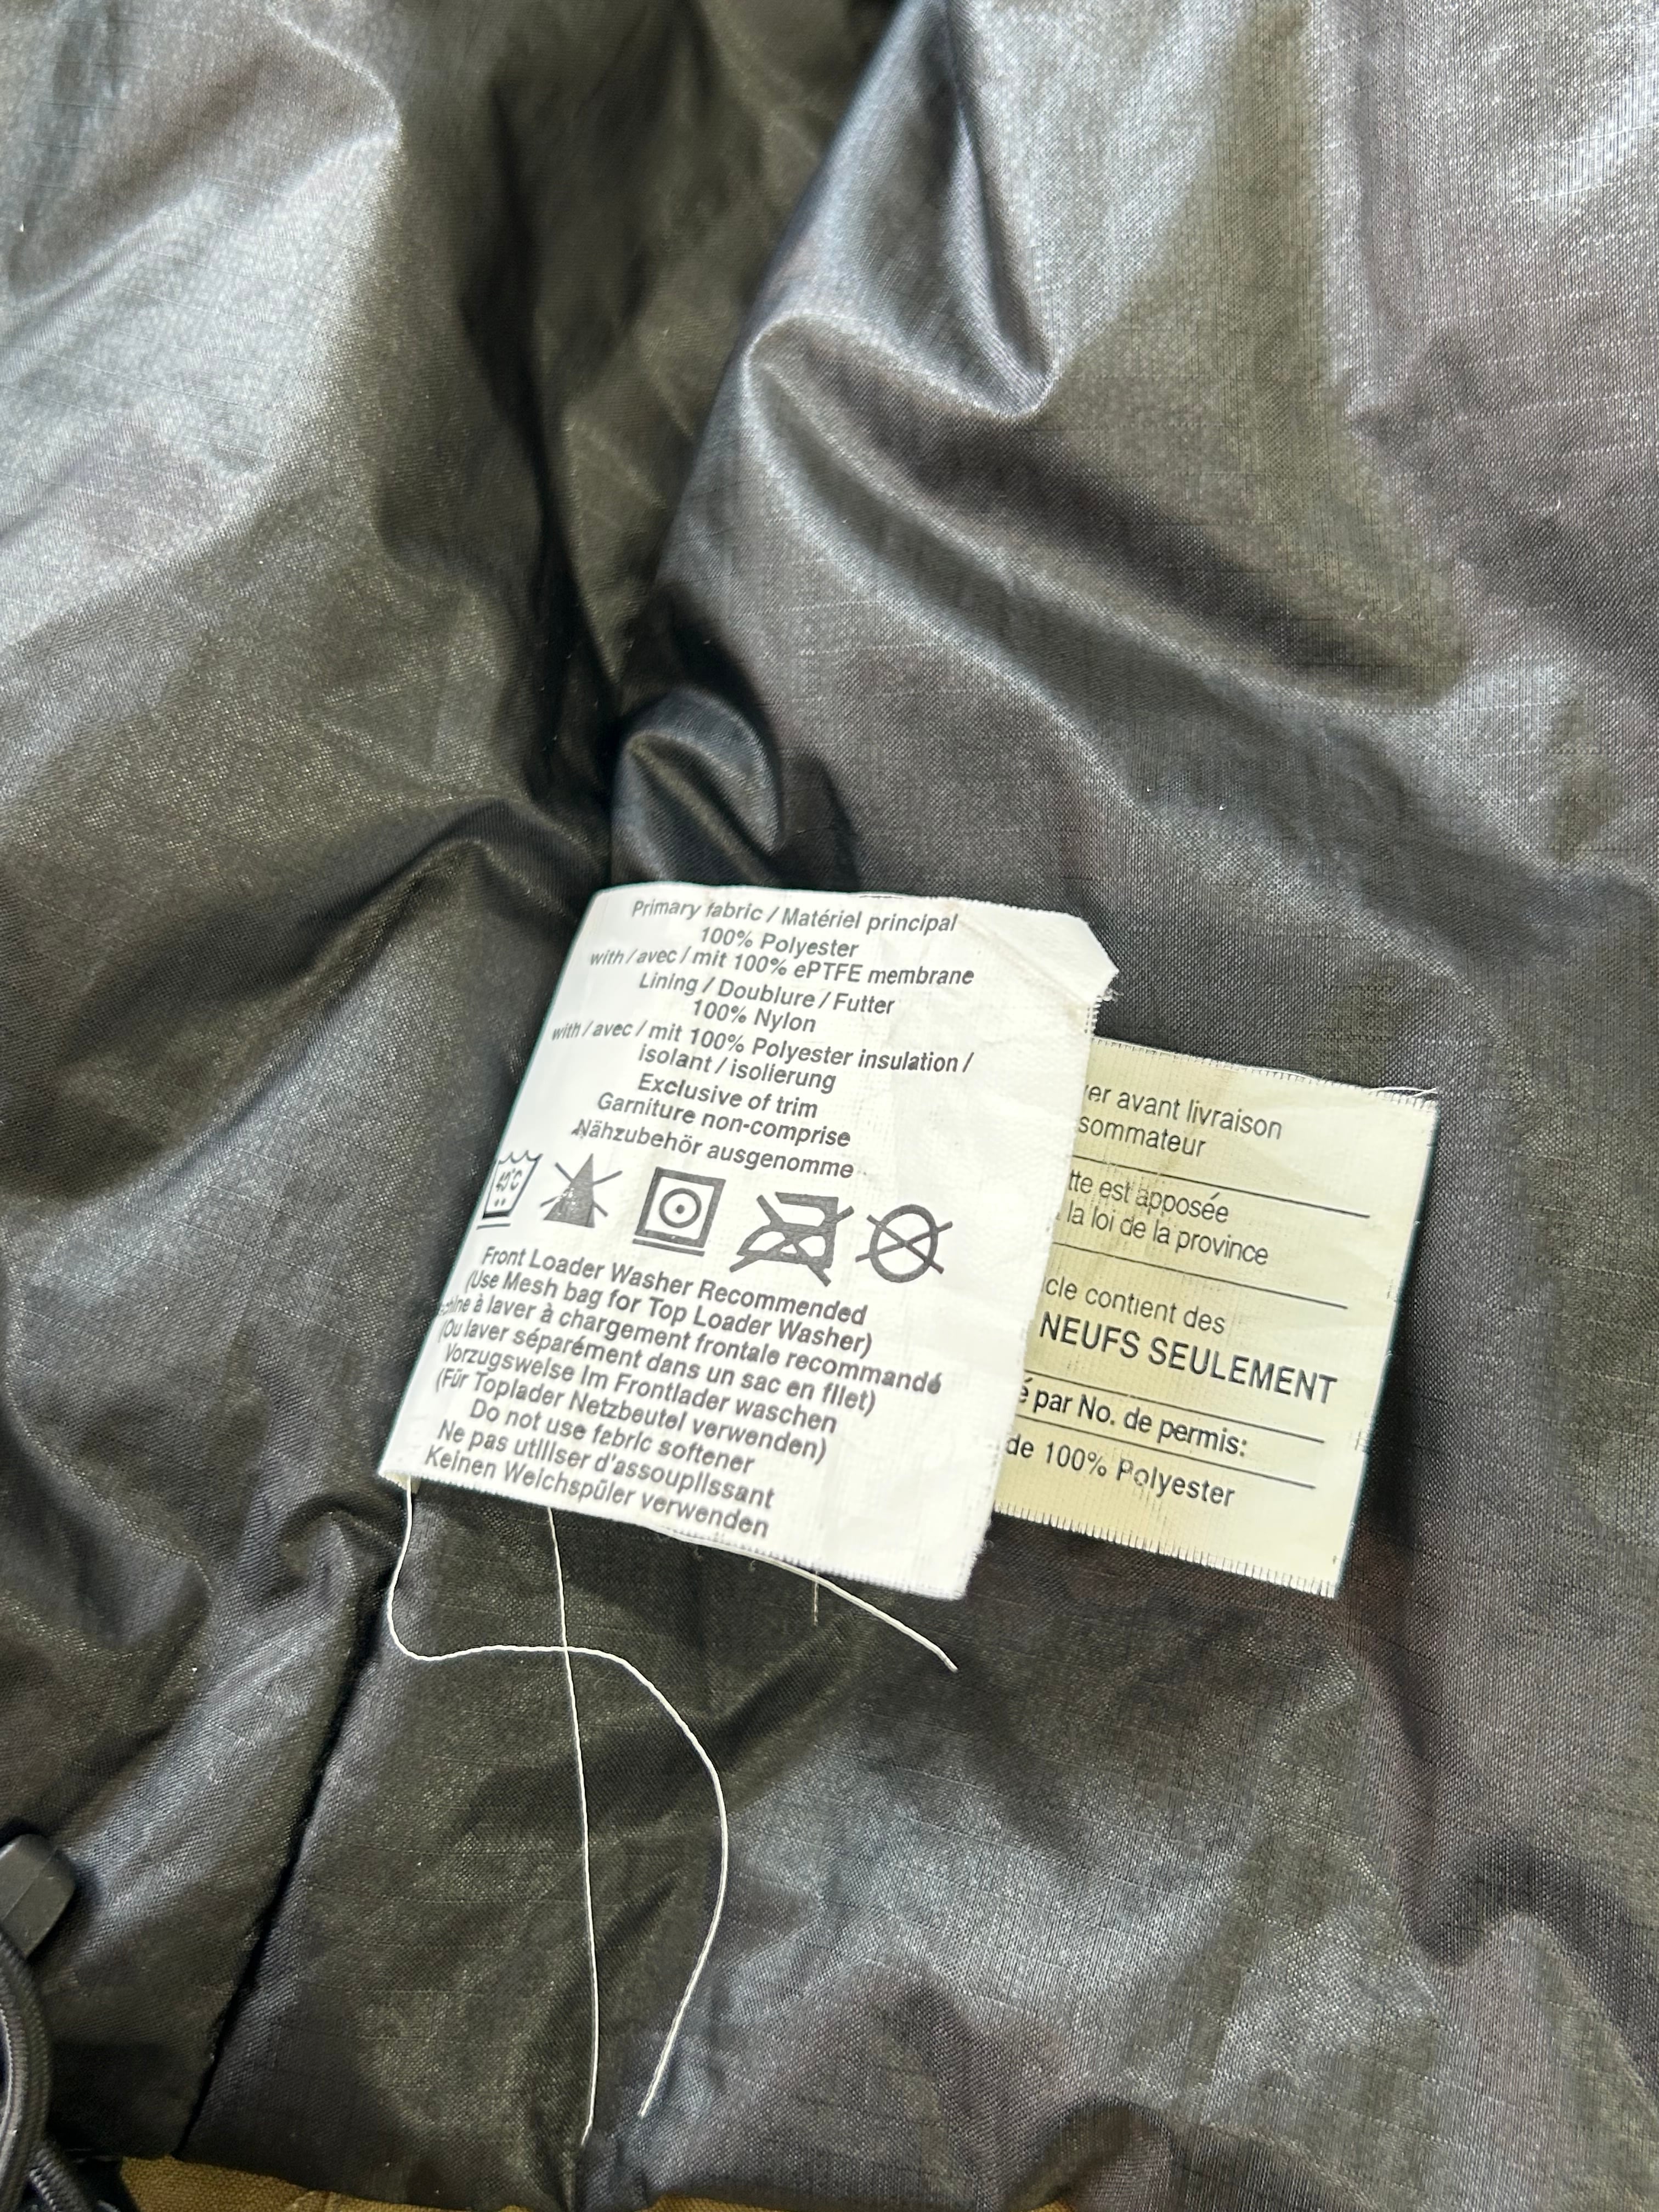 Primary fabric / Matériel principal
100% Polyester
with / avec / mit 100% ePTFE membrane
Lining / Doublure / Futter
100% Nylon
with / avec / mit 100% Polyester insulation /
isolant / isolierung
Exclusive of trim
Garniture non-comprise
Nähzubehör ausgenomme
40°C
Front Loader Washer Recommended
(Use Mesh bag for Top Loader Washer)
chine à laver à chargement frontale recommandé
(Ou laver séparément dans un sac en filet)
Vorzugsweise im Frontlader waschen
(Für Toplader Netzbeutel verwenden)
Do not use fabric softener
Ne pas utiliser d'assouplissant
Keinen Weichspüler verwenden
er avant livraison
sommateur
tte est apposée
la loi de la province
cle contient des
NEUFS SEULEMENT
é par No. de permis:
de 100% Polyester